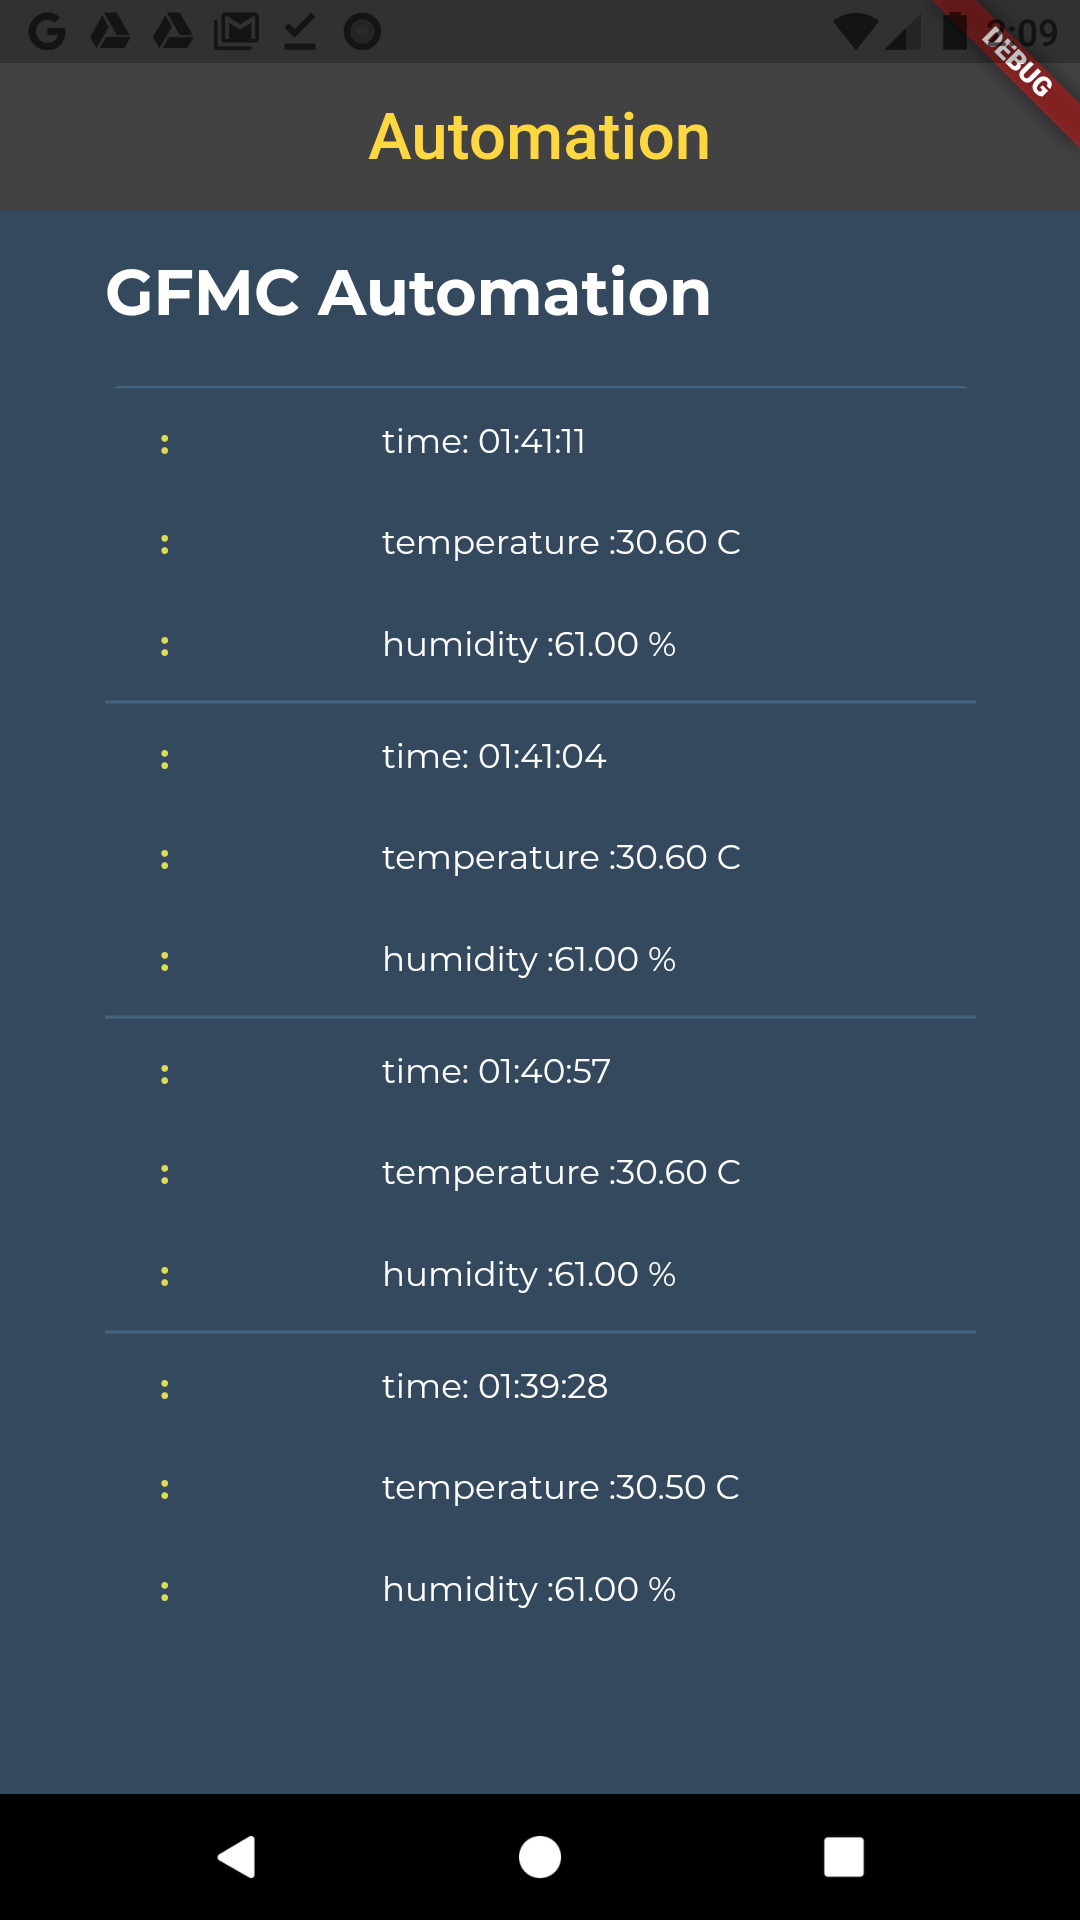 DEBUG
Automation
GFMC Automation
: time: 01:41:11
: temperature :30.60 C
: humidity :61.00 %
: time: 01:41:04
: temperature :30.60 C
: humidity :61.00 %
: time: 01:40:57
: temperature :30.60 C
: humidity :61.00 %
: time: 01:39:28
: temperature :30.50 C
: humidity :61.00 %